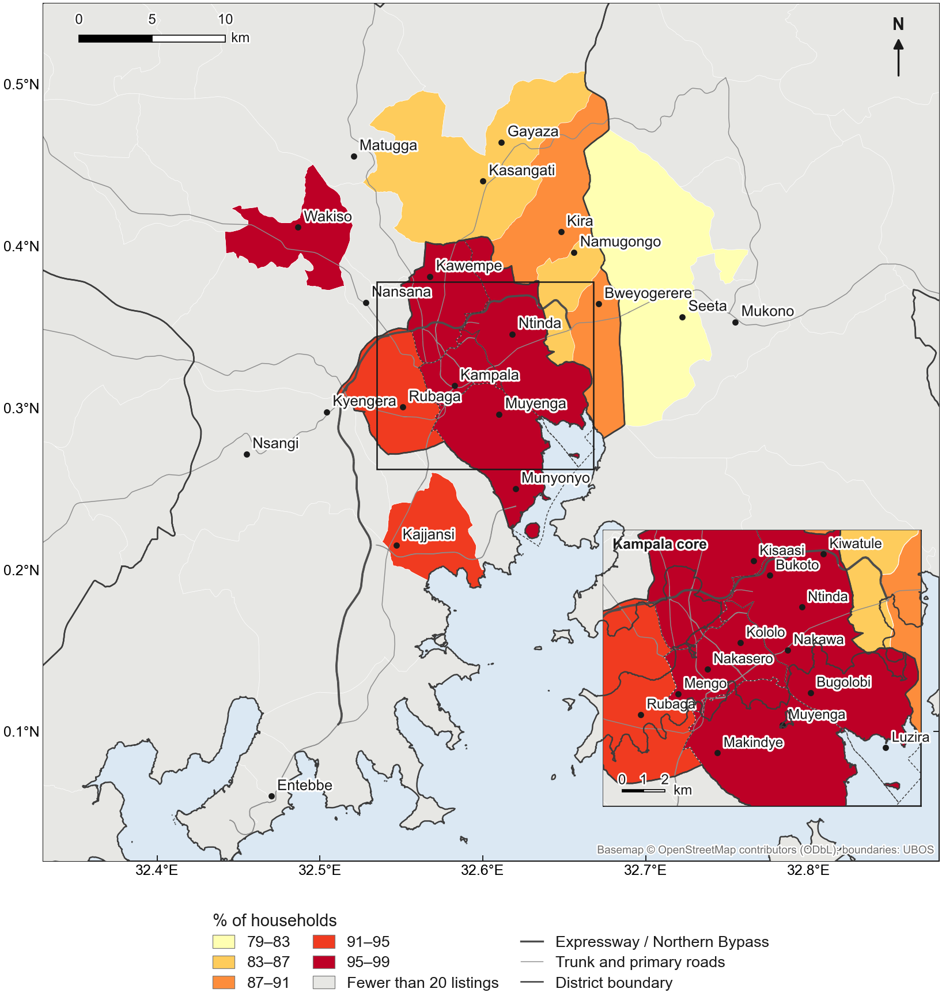 0 5 10
km
N
0.5°N
0.4°N
0.3°N
0.2°N
0.1°N
Gayaza
Matugga
Kasangati
Wakiso
Kira
Namugongo
Kawempe
Nansana
Bweyogerere
Seeta
Mukono
Ntinda
Kampala
Rubaga
Kyengera
Muyenga
Nsangi
Munyonyo
Kajjansi
Entebbe
Kampala core
Kisaasi
Kiwatule
Bukoto
Ntinda
Kololo
Nakawa
Nakasero
Mengo
Bugolobi
Rubaga
Muyenga
Makindye
Luzira
0 1 2
km
Basemap © OpenStreetMap contributors (ODbL); boundaries: UBOS
32.4°E 32.5°E 32.6°E 32.7°E 32.8°E
% of households
79–83
83–87
87–91
91–95
95–99
Fewer than 20 listings
Expressway / Northern Bypass
Trunk and primary roads
District boundary